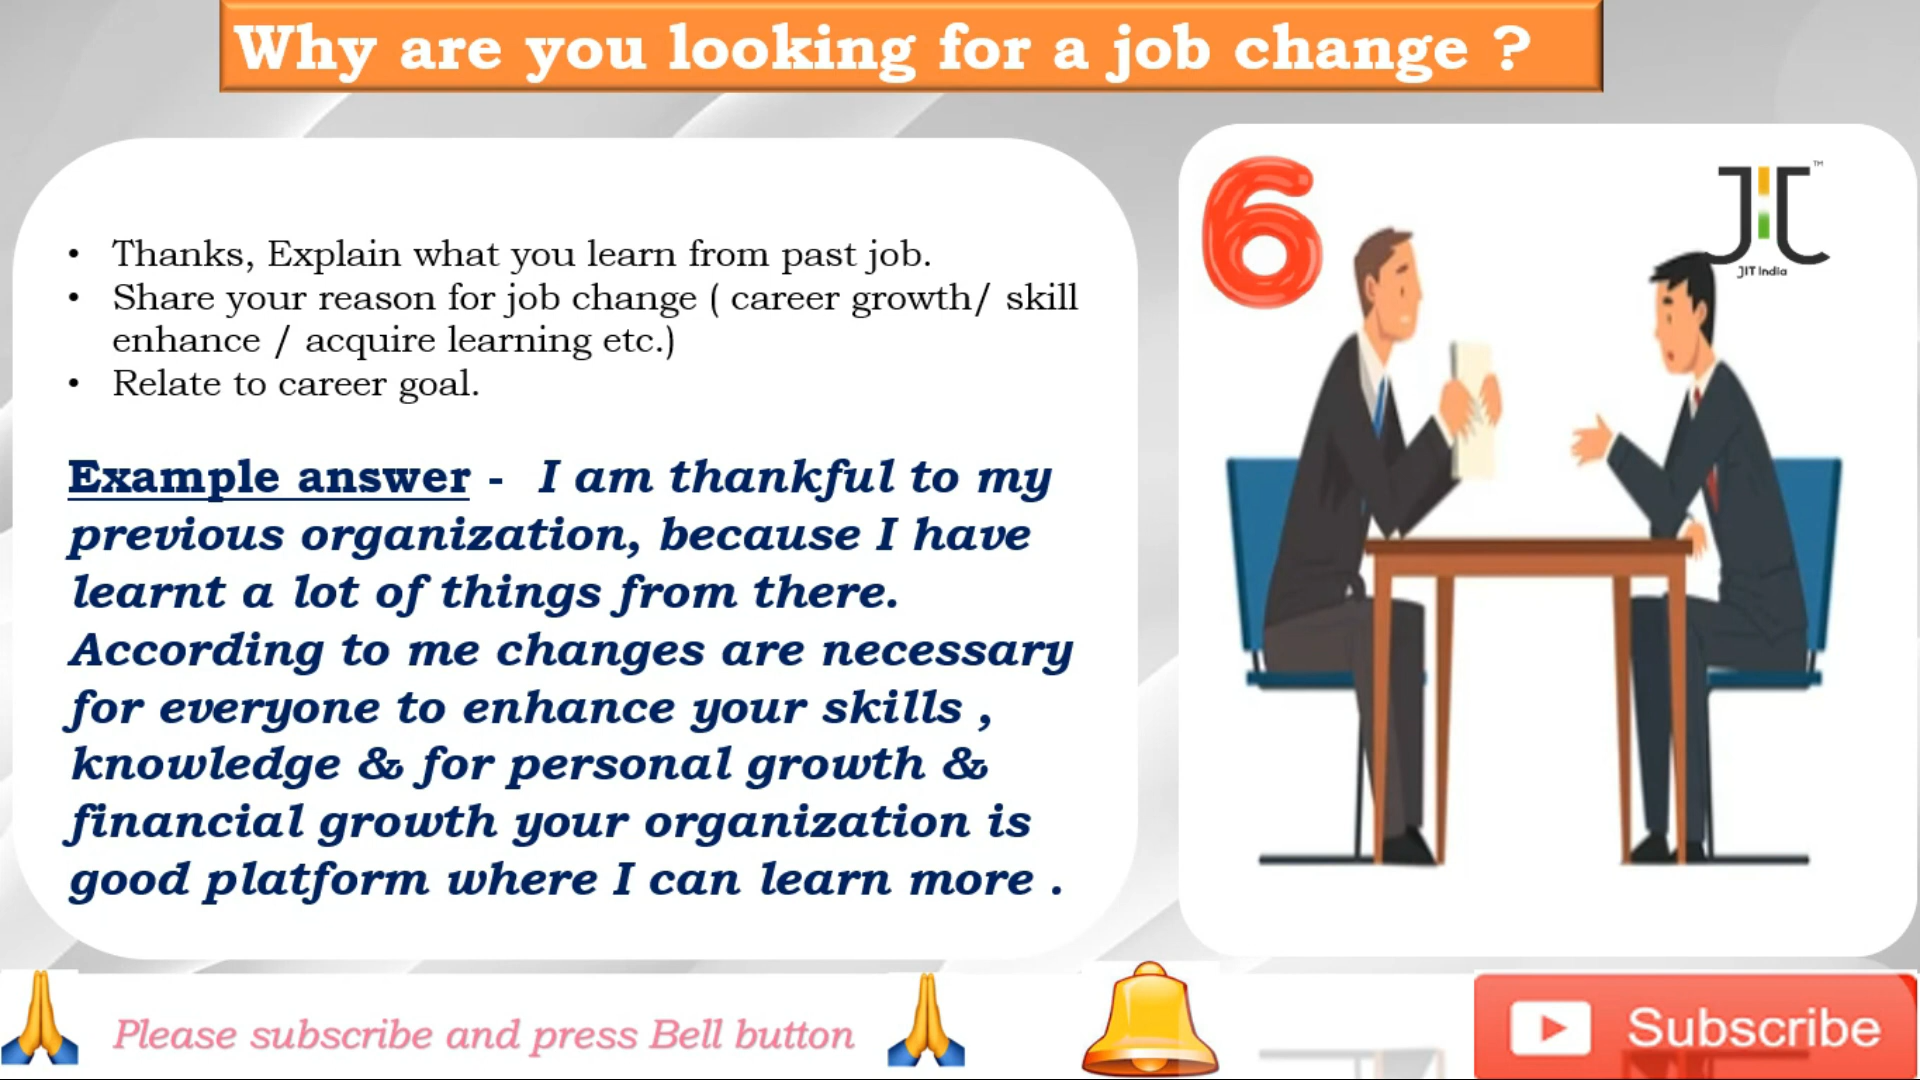 Why are you looking for a job change ?
• Thanks, Explain what you learn from past job.
• Share your reason for job change ( career growth/ skill
enhance / acquire learning etc.)
• Relate to career goal.
Example answer - I am thankful to my
previous organization, because I have
learnt a lot of things from there.
According to me changes are necessary
for everyone to enhance your skills ,
knowledge & for personal growth &
financial growth your organization is
good platform where I can learn more .
6
JIT
TM
JIT India
Please subscribe and press Bell button
Subscribe